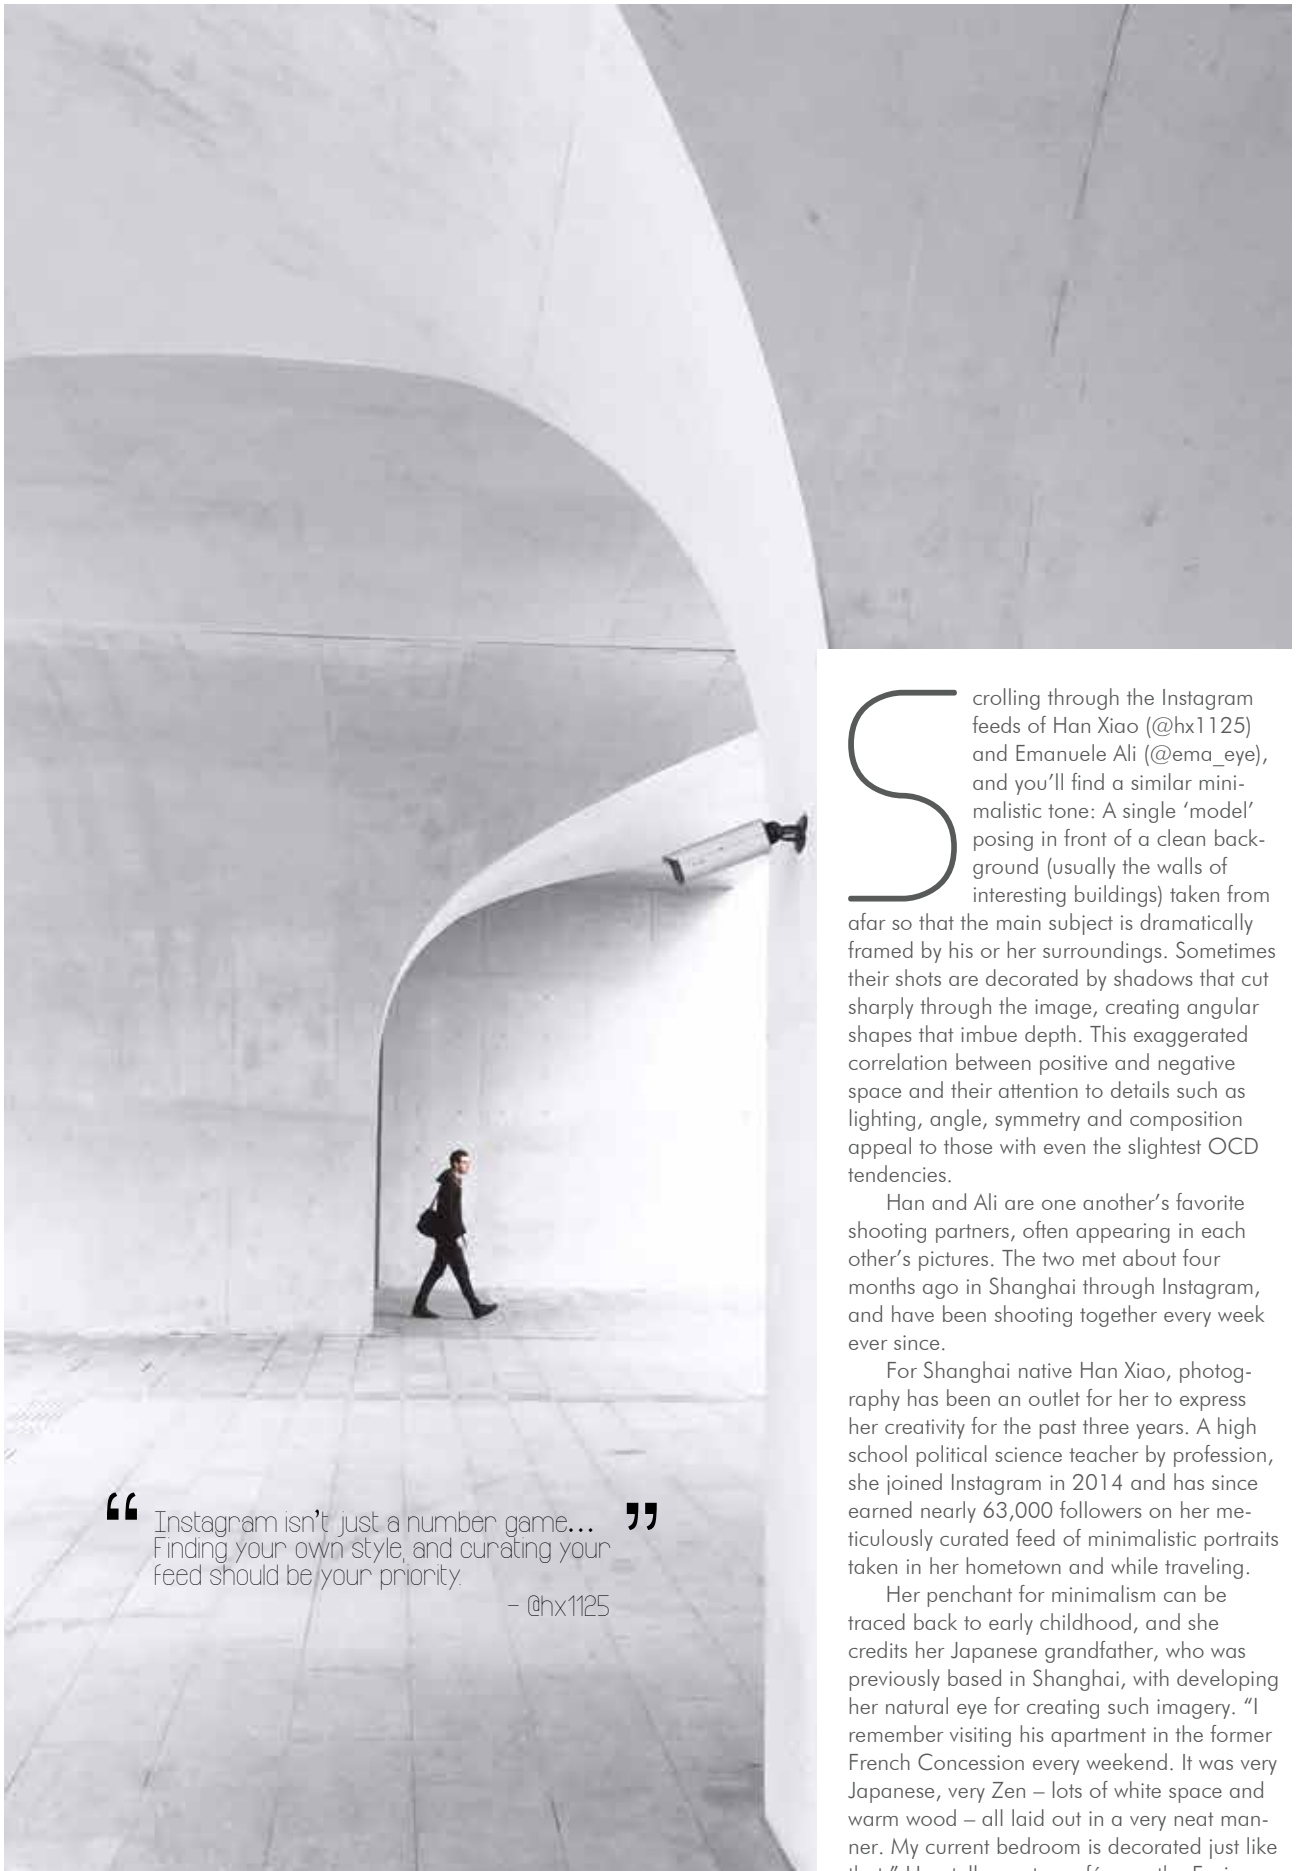 “ Instagram isn’t just a number game... ”
Finding your own style, and curating your
feed should be your priority.
– @hx1125
Scrolling through the Instagram
feeds of Han Xiao (@hx1125)
and Emanuele Ali (@ema_eye),
and you’ll find a similar mini-
malistic tone: A single ‘model’
posing in front of a clean back-
ground (usually the walls of
interesting buildings) taken from
afar so that the main subject is dramatically
framed by his or her surroundings. Sometimes
their shots are decorated by shadows that cut
sharply through the image, creating angular
shapes that imbue depth. This exaggerated
correlation between positive and negative
space and their attention to details such as
lighting, angle, symmetry and composition
appeal to those with even the slightest OCD
tendencies.
Han and Ali are one another’s favorite
shooting partners, often appearing in each
other’s pictures. The two met about four
months ago in Shanghai through Instagram,
and have been shooting together every week
ever since.
For Shanghai native Han Xiao, photog-
raphy has been an outlet for her to express
her creativity for the past three years. A high
school political science teacher by profession,
she joined Instagram in 2014 and has since
earned nearly 63,000 followers on her me-
ticulously curated feed of minimalistic portraits
taken in her hometown and while traveling.
Her penchant for minimalism can be
traced back to early childhood, and she
credits her Japanese grandfather, who was
previously based in Shanghai, with developing
her natural eye for creating such imagery. “I
remember visiting his apartment in the former
French Concession every weekend. It was very
Japanese, very Zen – lots of white space and
warm wood – all laid out in a very neat man-
ner. My current bedroom is decorated just like